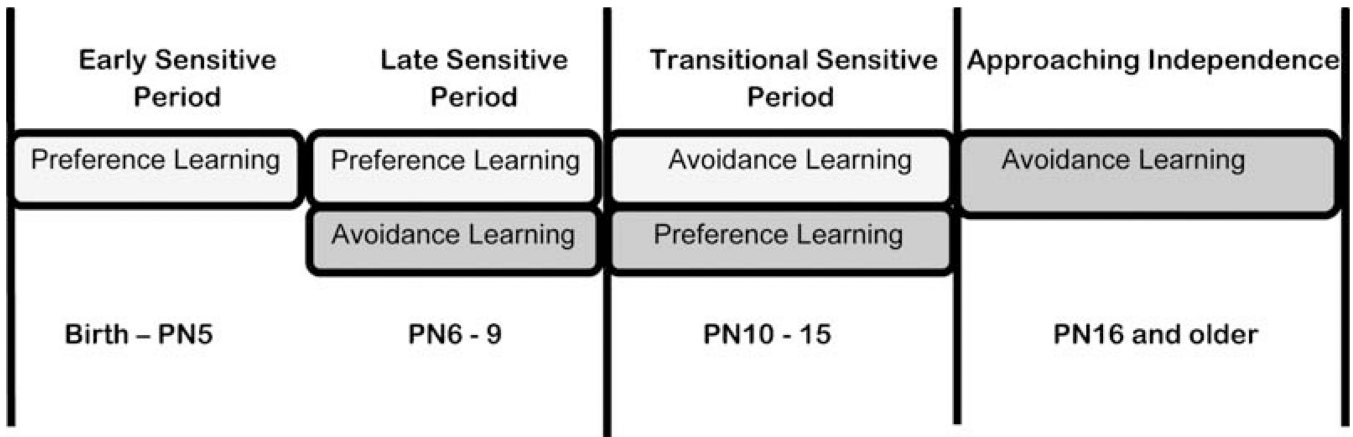 Early Sensitive
Period
Late Sensitive
Period
Transitional Sensitive
Period
Approaching Independence
Preference Learning
Preference Learning
Avoidance Learning
Avoidance Learning
Avoidance Learning
Preference Learning
Birth – PN5
PN6 - 9
PN10 - 15
PN16 and older